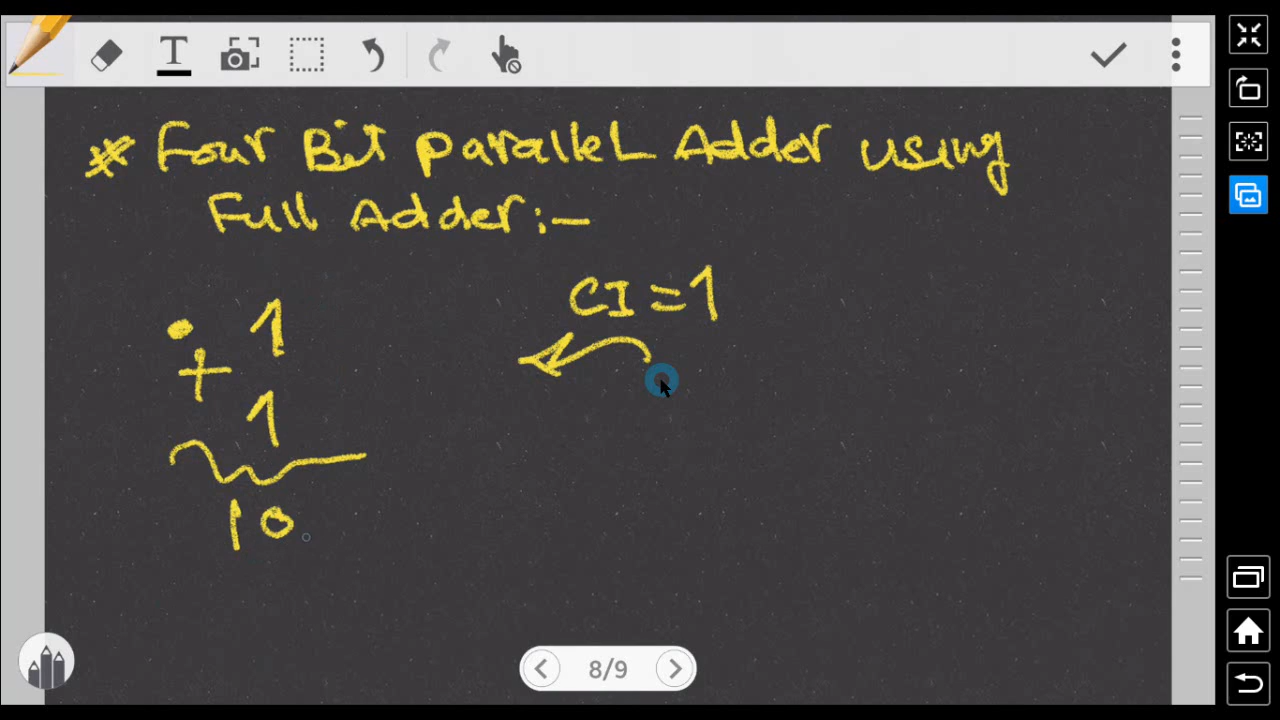 * Four Bit Parallel Adder using
Full Adder:-
CI = 1
1
+
1
10
T
8/9